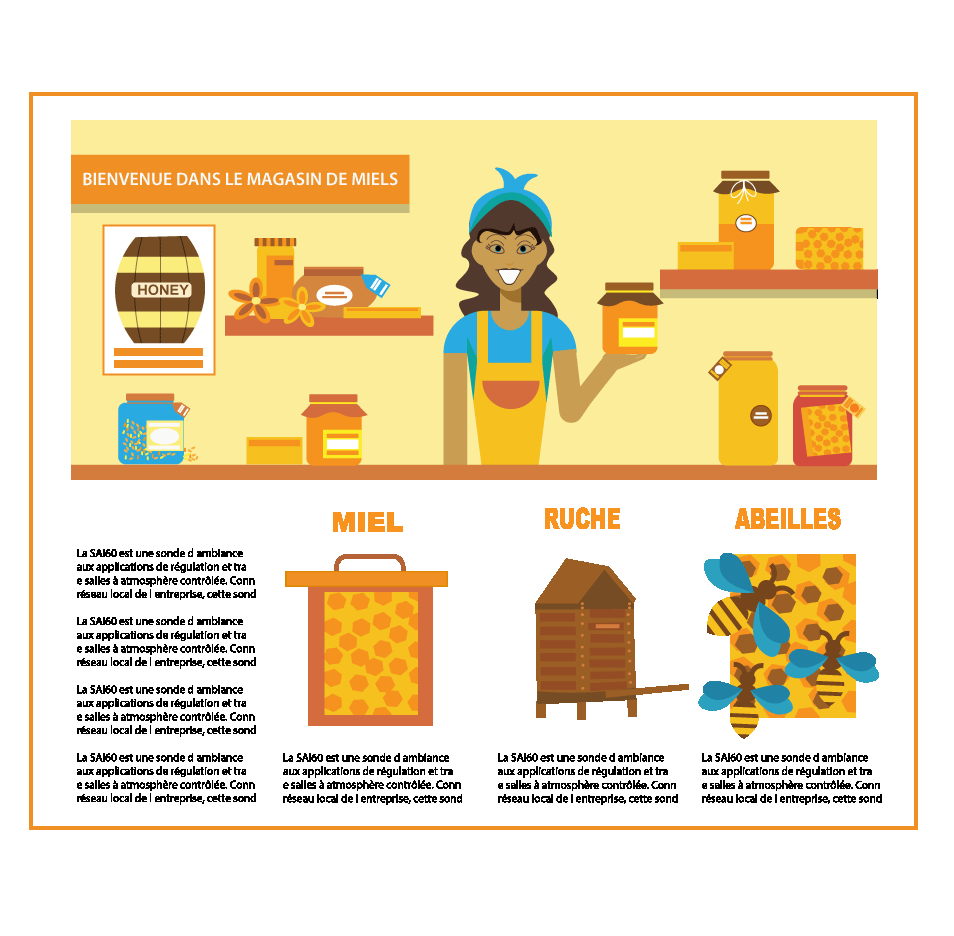 BIENVENUE DANS LE MAGASIN DE MIELS
HONEY
MIEL
RUCHE
ABEILLES
La SAI60 est une sonde d ambiance
aux applications de régulation et tra
e salles à atmosphère contrôlée. Conn
réseau local de l entreprise, cette sond
La SAI60 est une sonde d ambiance
aux applications de régulation et tra
e salles à atmosphère contrôlée. Conn
réseau local de l entreprise, cette sond
La SAI60 est une sonde d ambiance
aux applications de régulation et tra
e salles à atmosphère contrôlée. Conn
réseau local de l entreprise, cette sond
La SAI60 est une sonde d ambiance
aux applications de régulation et tra
e salles à atmosphère contrôlée. Conn
réseau local de l entreprise, cette sond
La SAI60 est une sonde d ambiance
aux applications de régulation et tra
e salles à atmosphère contrôlée. Conn
réseau local de l entreprise, cette sond
La SAI60 est une sonde d ambiance
aux applications de régulation et tra
e salles à atmosphère contrôlée. Conn
réseau local de l entreprise, cette sond
La SAI60 est une sonde d ambiance
aux applications de régulation et tra
e salles à atmosphère contrôlée. Conn
réseau local de l entreprise, cette sond